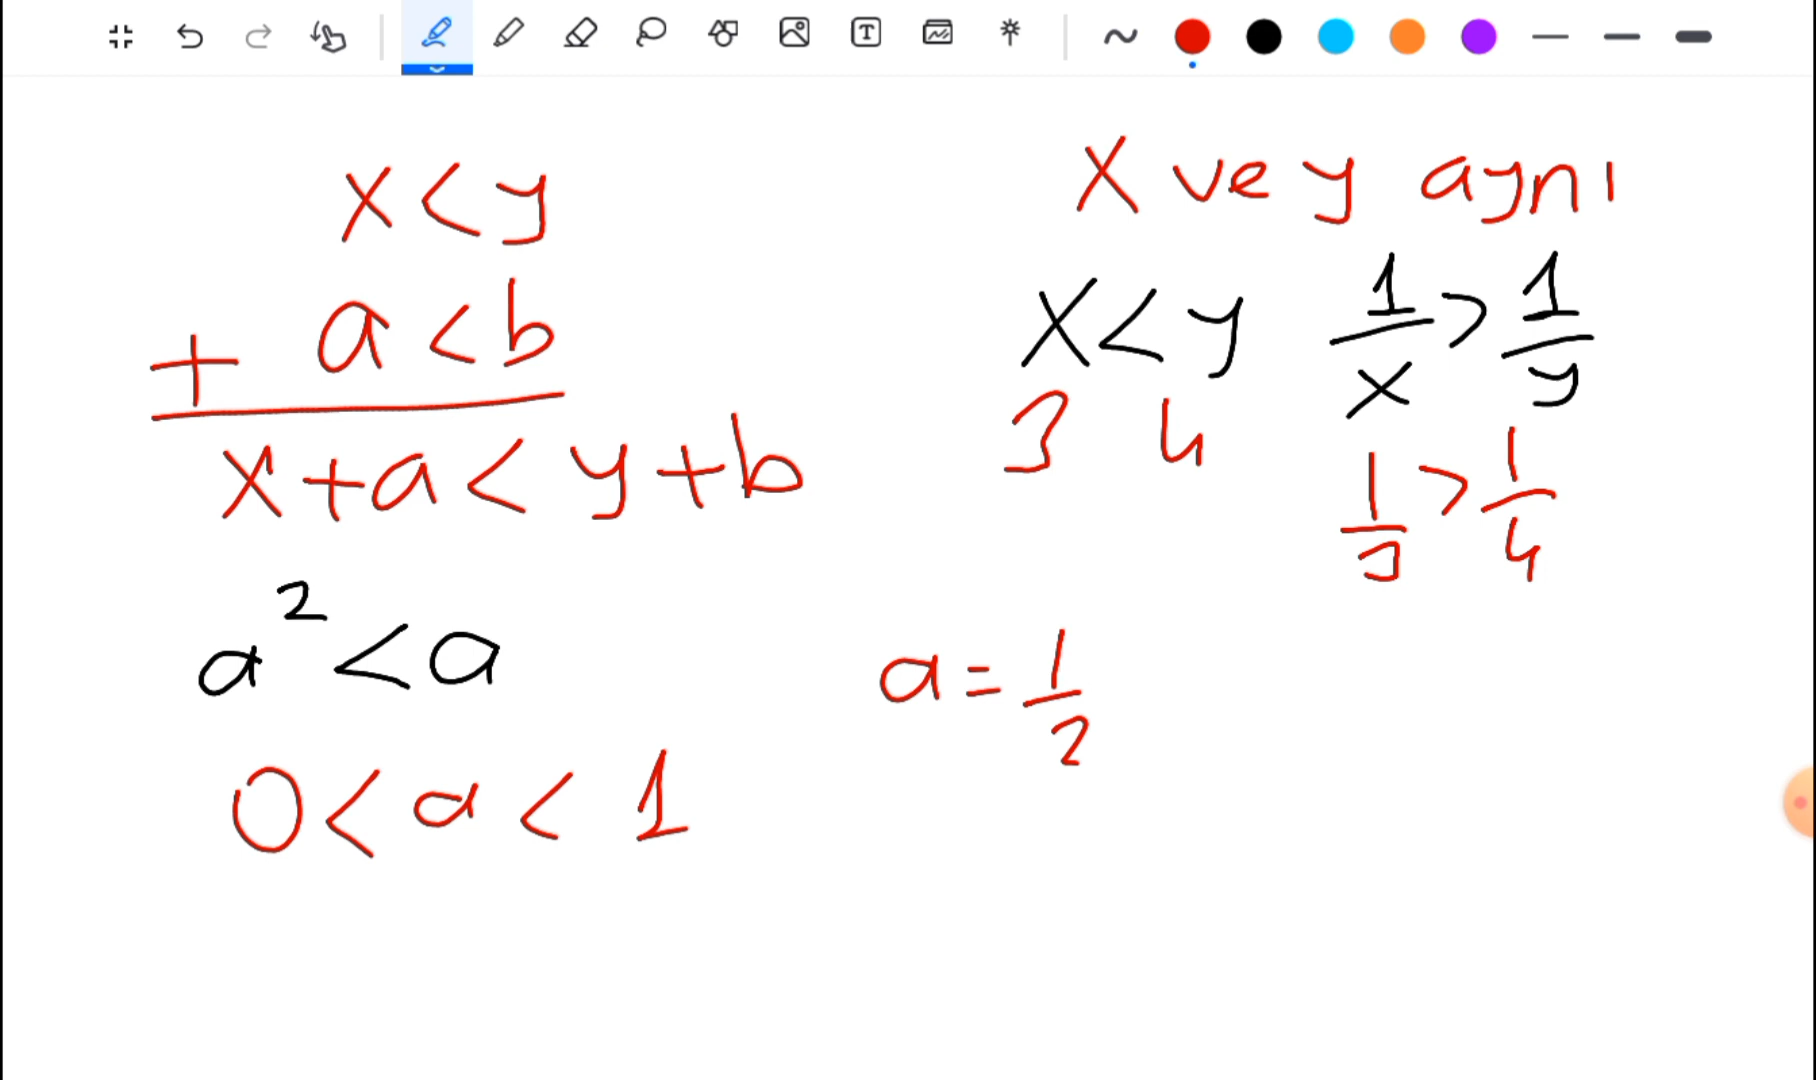 x < y
+ a < b
x + a < y + b
a² < a
0 < a < 1
X ve y aynı
X < y 1/x > 1/y
3 4
1/3 > 1/4
a = 1/2